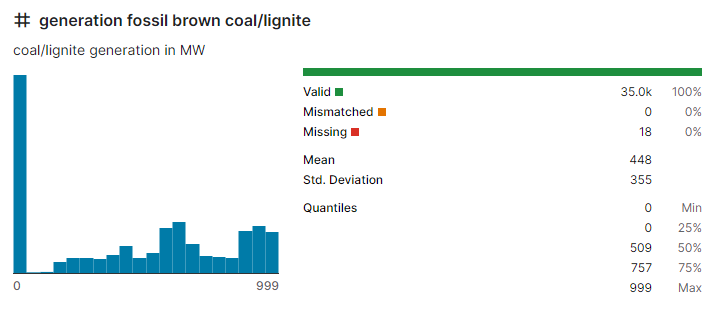 # generation fossil brown coal/lignite
coal/lignite generation in MW
Valid 35.0k 100%
Mismatched 0 0%
Missing 18 0%
Mean 448
Std. Deviation 355
Quantiles 0 Min
0 25%
509 50%
757 75%
999 Max
0 999